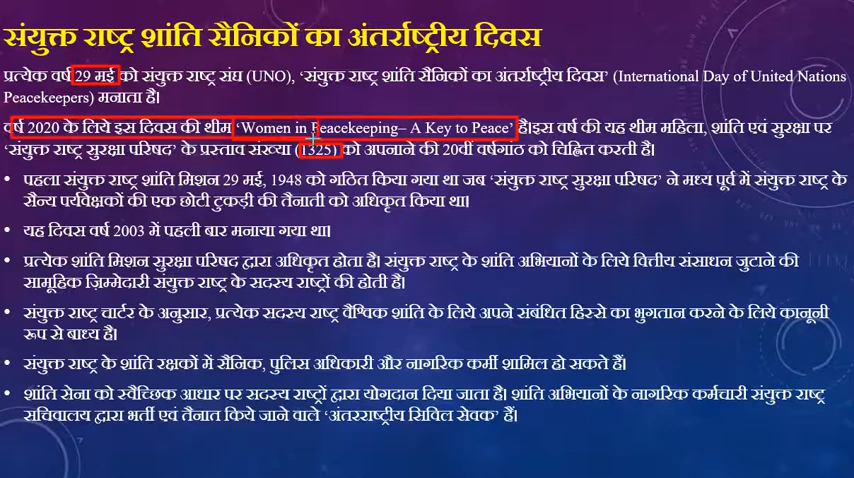 संयुक्त राष्ट्र शांति सैनिकों का अंतर्राष्ट्रीय दिवस
प्रत्येक वर्ष 29 मई को संयुक्त राष्ट्र संघ (UNO), ‘संयुक्त राष्ट्र शांति सैनिकों का अंतर्राष्ट्रीय दिवस’ (International Day of United Nations
Peacekeepers) मनाता है।
वर्ष 2020 के लिये इस दिवस की थीम ‘Women in Peacekeeping– A Key to Peace’ है।इस वर्ष की यह थीम महिला, शांति एवं सुरक्षा पर
‘संयुक्त राष्ट्र सुरक्षा परिषद’ के प्रस्ताव संख्या (1325) को अपनाने की 20वीं वर्षगांठ को चिह्नित करती है।
• पहला संयुक्त राष्ट्र शांति मिशन 29 मई, 1948 को गठित किया गया था जब ‘संयुक्त राष्ट्र सुरक्षा परिषद’ ने मध्य पूर्व में संयुक्त राष्ट्र के
सैन्य पर्यवेक्षकों की एक छोटी टुकड़ी की तैनाती को अधिकृत किया था।
• यह दिवस वर्ष 2003 में पहली बार मनाया गया था।
• प्रत्येक शांति मिशन सुरक्षा परिषद द्वारा अधिकृत होता है। संयुक्त राष्ट्र के शांति अभियानों के लिये वित्तीय संसाधन जुटाने की
सामूहिक ज़िम्मेदारी संयुक्त राष्ट्र के सदस्य राष्ट्रों की होती है।
• संयुक्त राष्ट्र चार्टर के अनुसार, प्रत्येक सदस्य राष्ट्र वैश्विक शांति के लिये अपने संबंधित हिस्से का भुगतान करने के लिये कानूनी
रूप से बाध्य है।
• संयुक्त राष्ट्र के शांति रक्षकों में सैनिक, पुलिस अधिकारी और नागरिक कर्मी शामिल हो सकते हैं।
• शांति सेना को स्वैच्छिक आधार पर सदस्य राष्ट्रों द्वारा योगदान दिया जाता है। शांति अभियानों के नागरिक कर्मचारी संयुक्त राष्ट्र
सचिवालय द्वारा भर्ती एवं तैनात किये जाने वाले ‘अंतरराष्ट्रीय सिविल सेवक’ हैं।